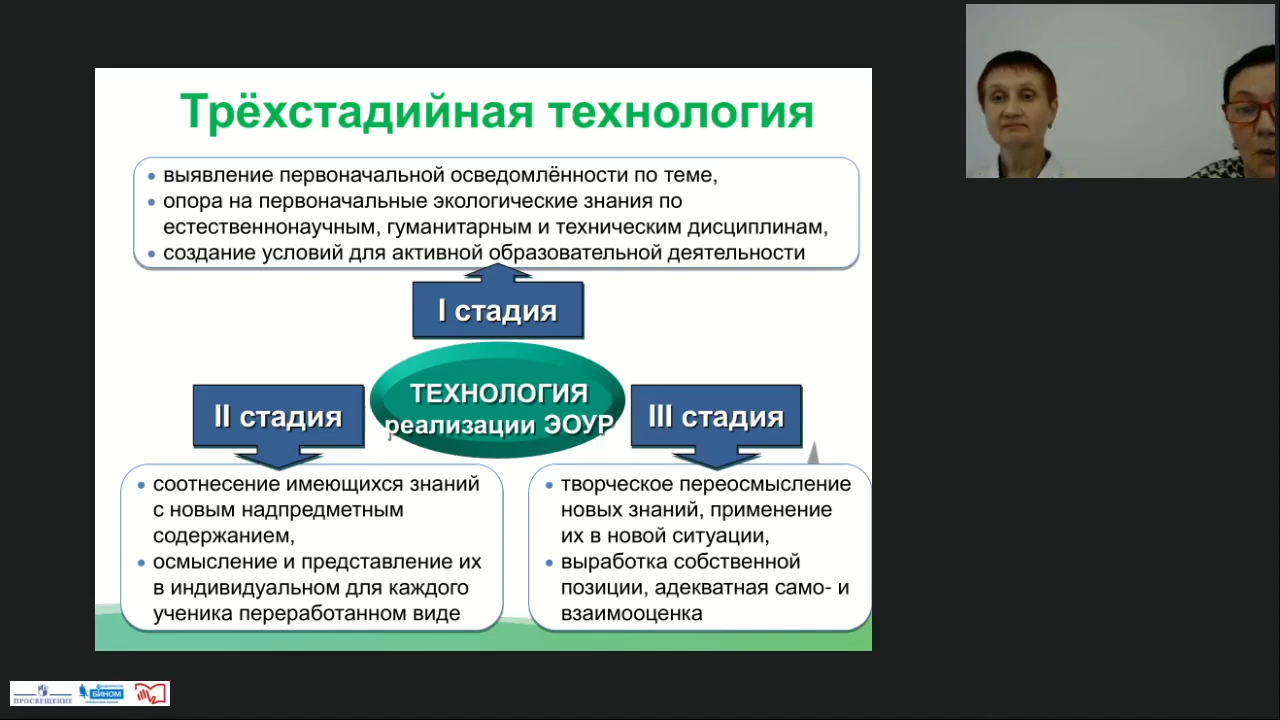 Трёхстадийная технология
• выявление первоначальной осведомлённости по теме,
• опора на первоначальные экологические знания по
естественнонаучным, гуманитарным и техническим дисциплинам,
• создание условий для активной образовательной деятельности
I стадия
ТЕХНОЛОГИЯ
реализации ЭОУР
II стадия
III стадия
• соотнесение имеющихся знаний
с новым надпредметным
содержанием,
• осмысление и представление их
в индивидуальном для каждого
ученика переработанном виде
• творческое переосмысление
новых знаний, применение
их в новой ситуации,
• выработка собственной
позиции, адекватная само- и
взаимооценка
ПРОСВЕЩЕНИЕ
БИНОМ